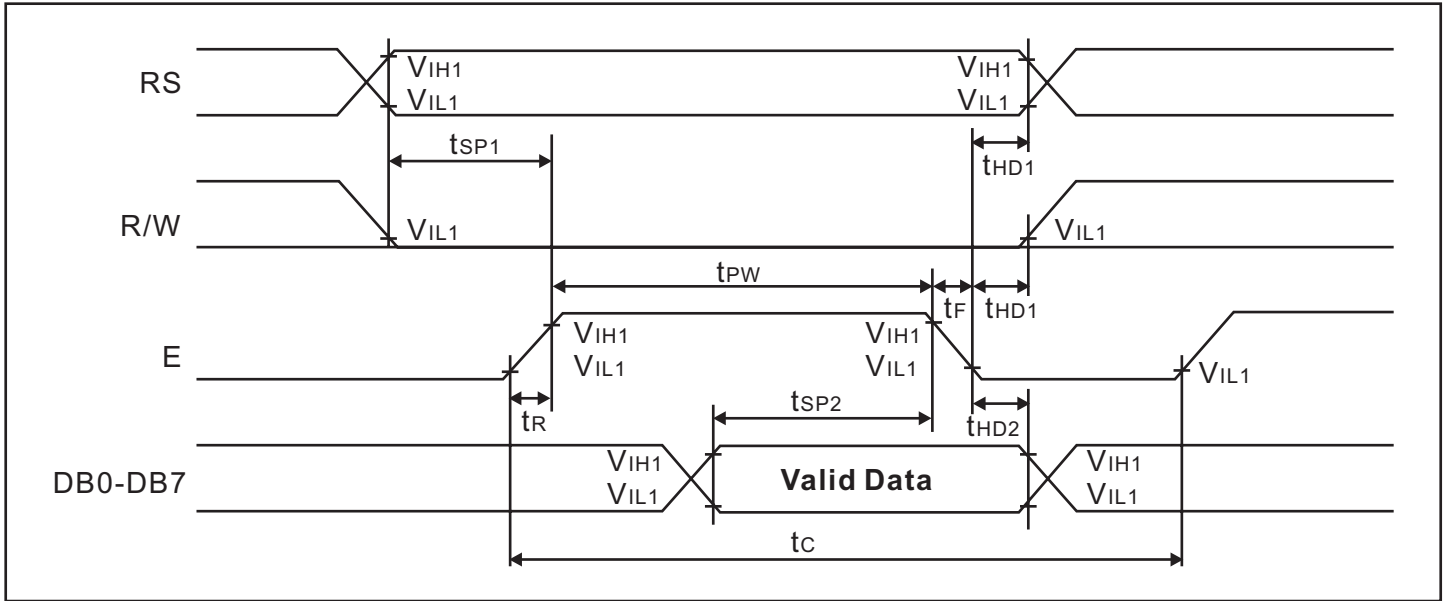 RS VIH1 VIH1
VIL1 VIL1
tSP1 tHD1
R/W VIL1 VIL1
tPW tF tHD1
E VIH1 VIH1
VIL1 VIL1 VIL1
tR tSP2 tHD2
DB0-DB7 VIH1 Valid Data VIH1
VIL1 VIL1
tC